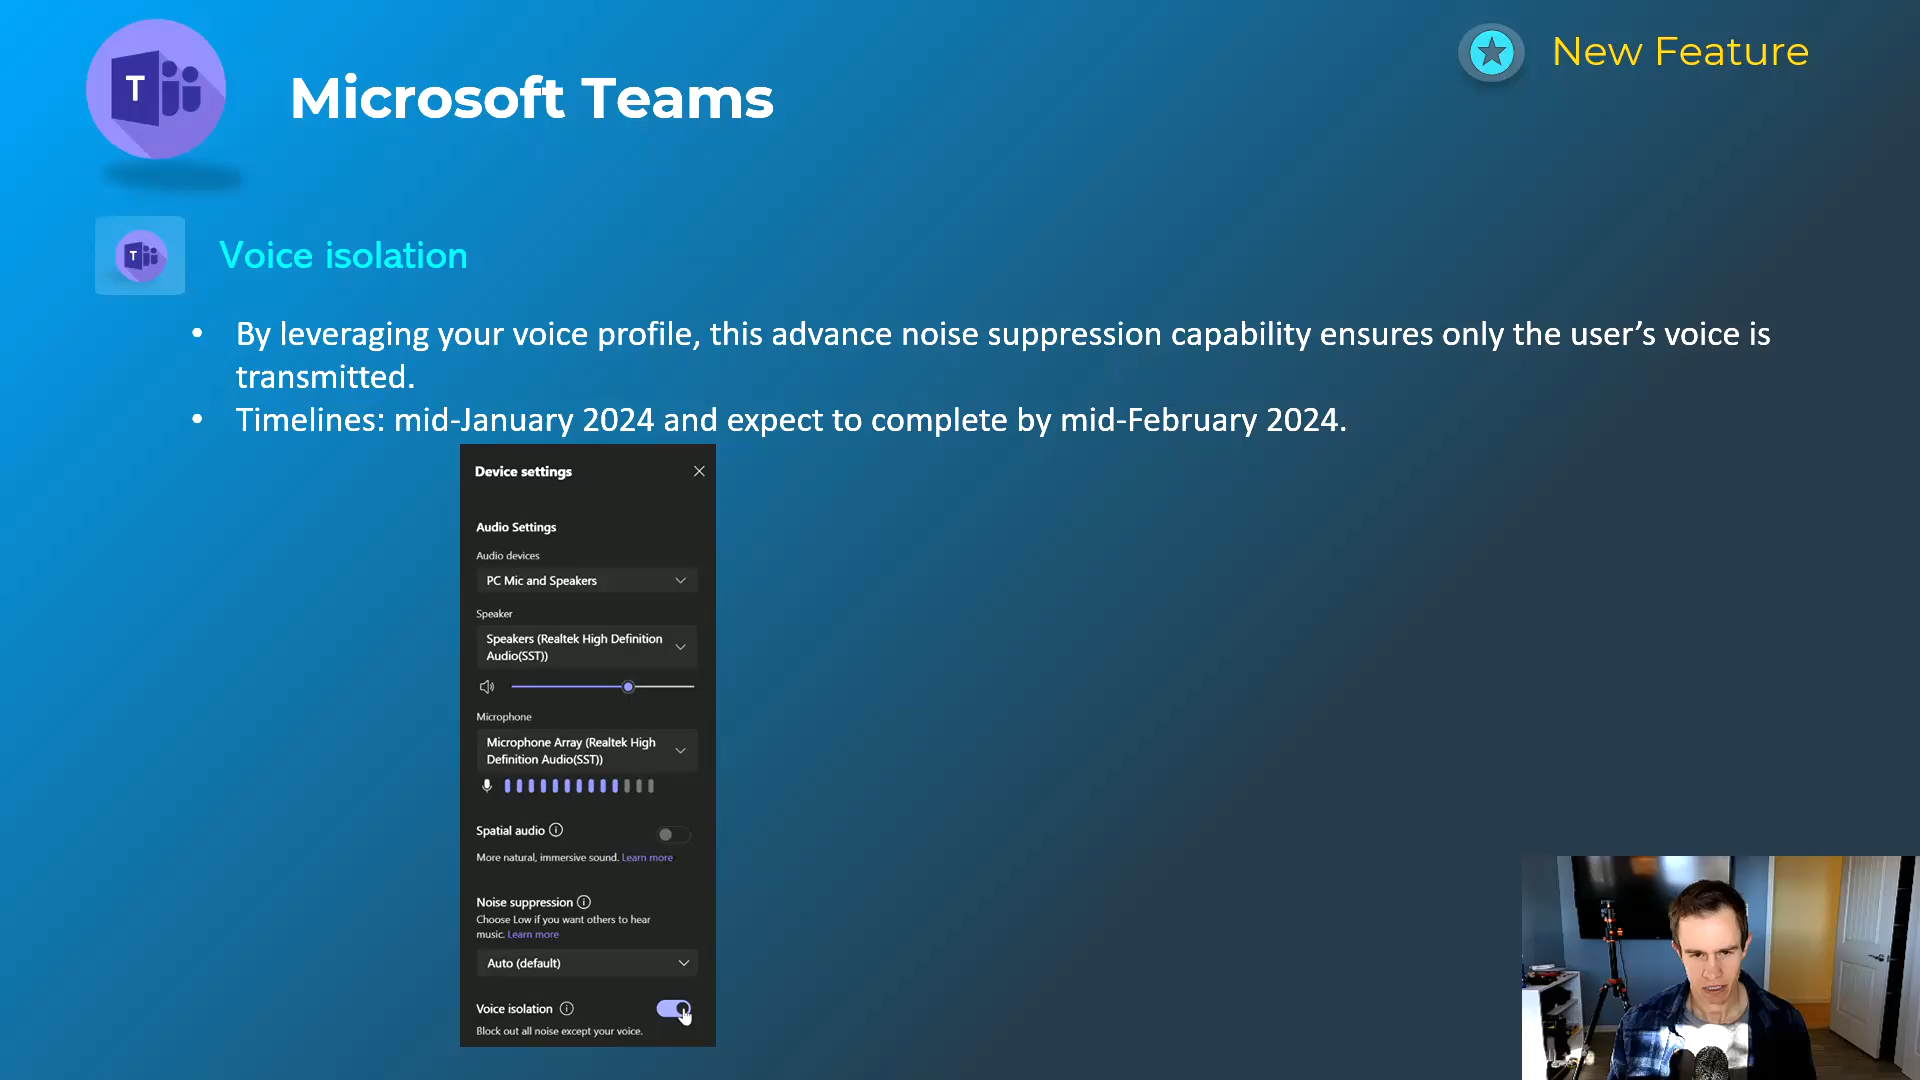 New Feature
T
Microsoft Teams
T
Voice isolation
• By leveraging your voice profile, this advance noise suppression capability ensures only the user’s voice is
transmitted.
• Timelines: mid-January 2024 and expect to complete by mid-February 2024.
Device settings
Audio Settings
Audio devices
PC Mic and Speakers
Speaker
Speakers (Realtek High Definition
Audio(SST))
Microphone
Microphone Array (Realtek High
Definition Audio(SST))
Spatial audio
More natural, immersive sound. Learn more
Noise suppression
Choose Low if you want others to hear
music. Learn more
Auto (default)
Voice isolation
Block out all noise except your voice.